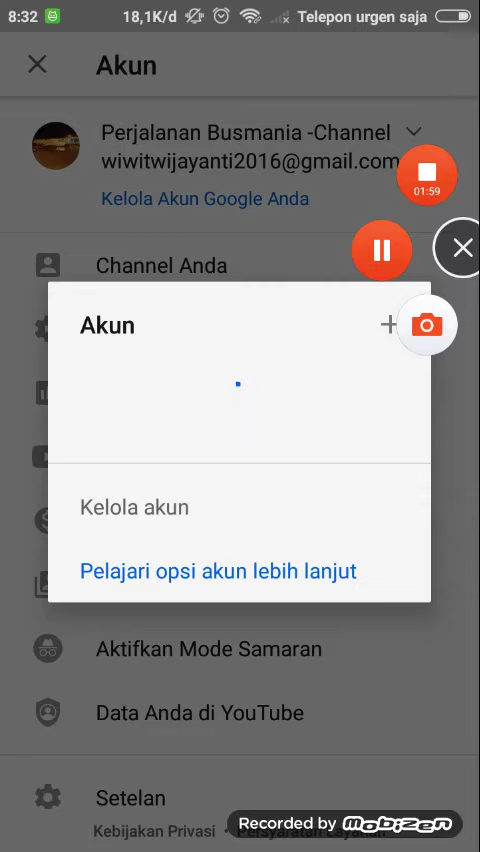 8:32 18,1K/d Telepon urgen saja
Akun
Perjalanan Busmania -Channel
wiwitwijayanti2016@gmail.com
Kelola Akun Google Anda
01:59
Channel Anda
Akun
Kelola akun
Pelajari opsi akun lebih lanjut
Aktifkan Mode Samaran
Data Anda di YouTube
Setelan
Kebijakan Privasi • Persyaratan Layanan
Recorded by mobizen